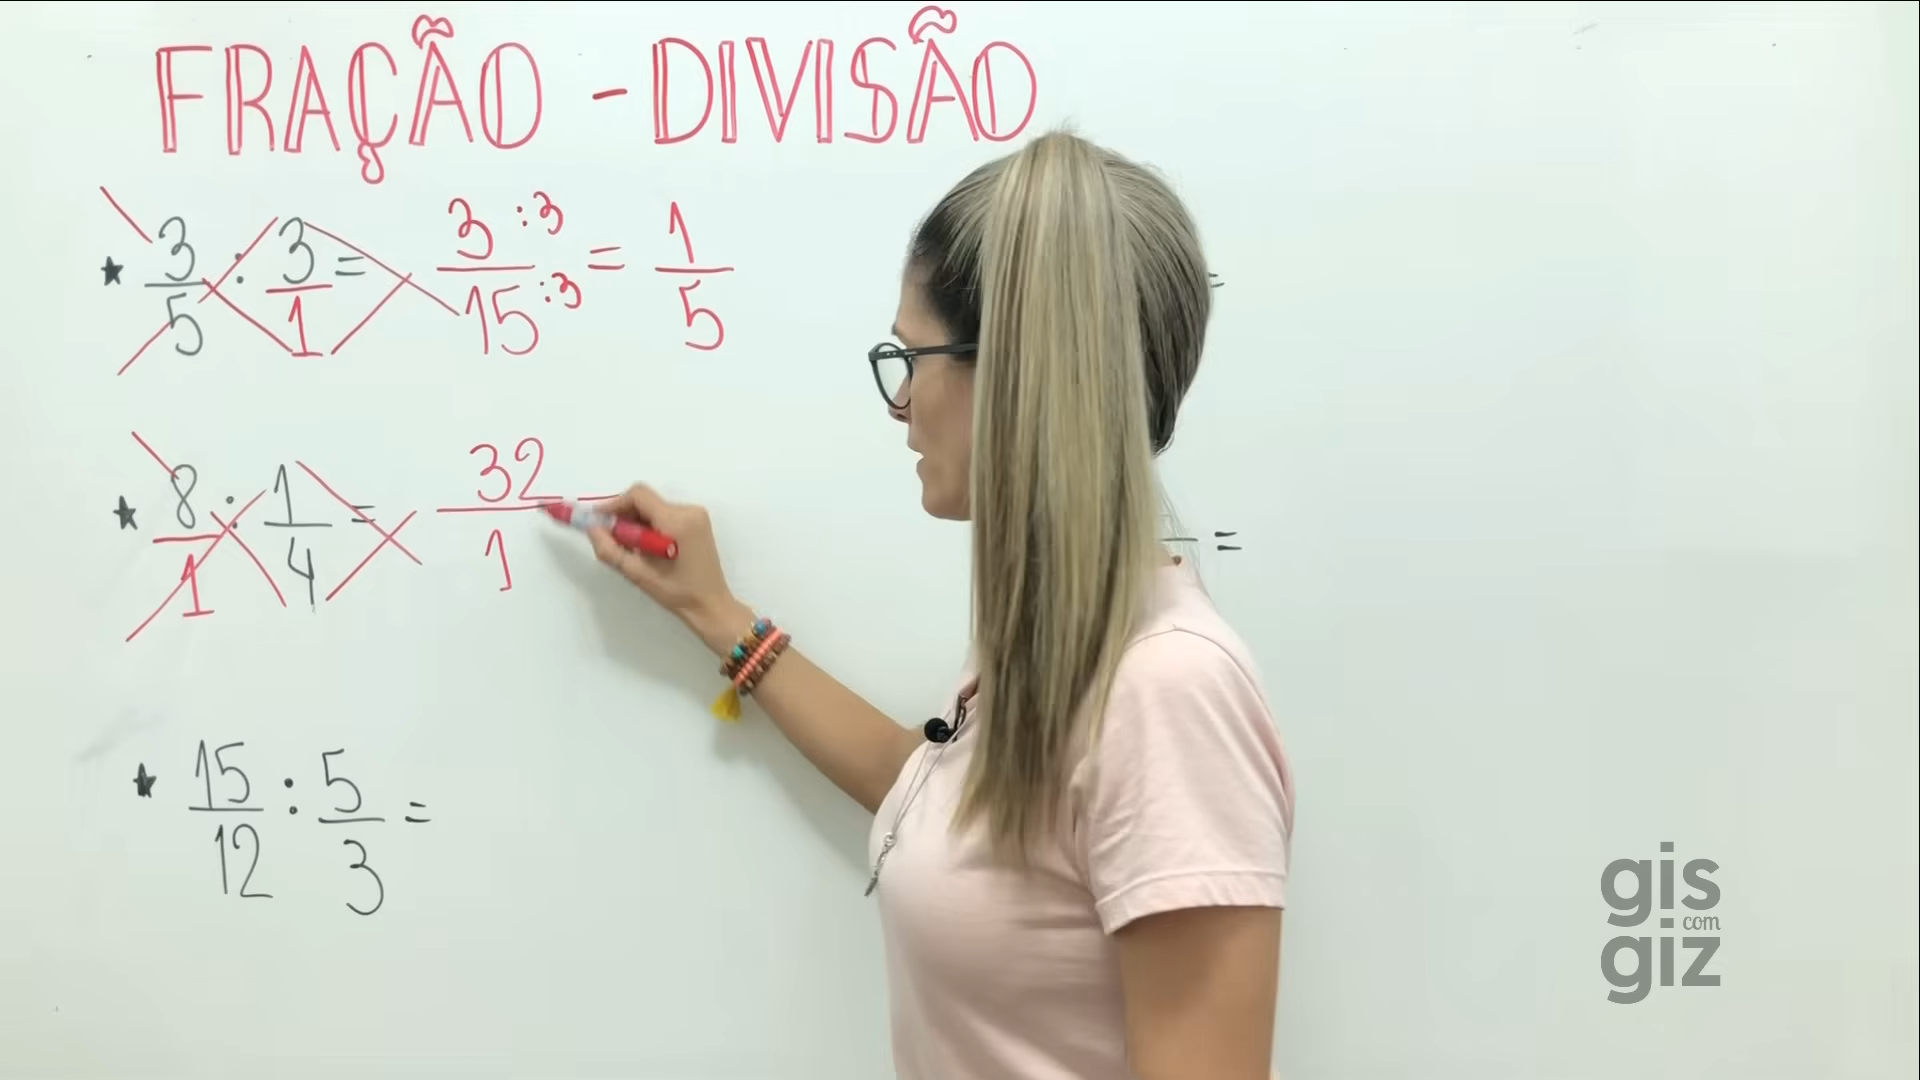 FRAÇÃO - DIVISÃO
★ 3/5 : 3/1 = 3 :3/15 :3 = 1/5
★ 8/1 : 1/4 = 32/1 =
★ 15/12 : 5/3 =
=
=
gis
com
giz